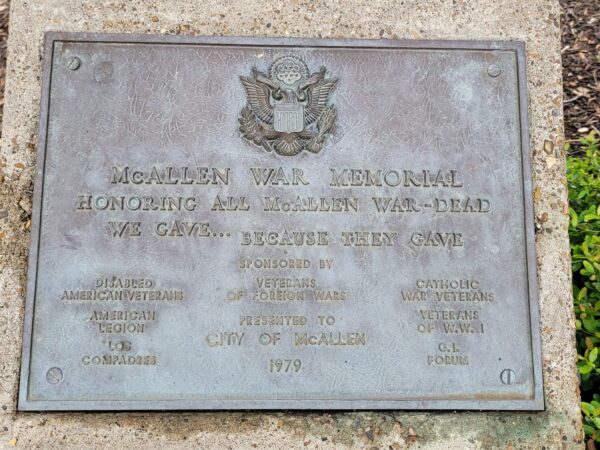 McALLEN WAR MEMORIAL
HONORING ALL McALLEN WAR-DEAD
WE GAVE... BECAUSE THEY GAVE
SPONSORED BY
DISABLED
AMERICAN VETERANS
AMERICAN
LEGION
LOS
COMPADRES
VETERANS
OF FOREIGN WARS
PRESENTED TO
CITY OF McALLEN
1979
CATHOLIC
WAR VETERANS
VETERANS
OF W.W. I
G.I.
FORUM